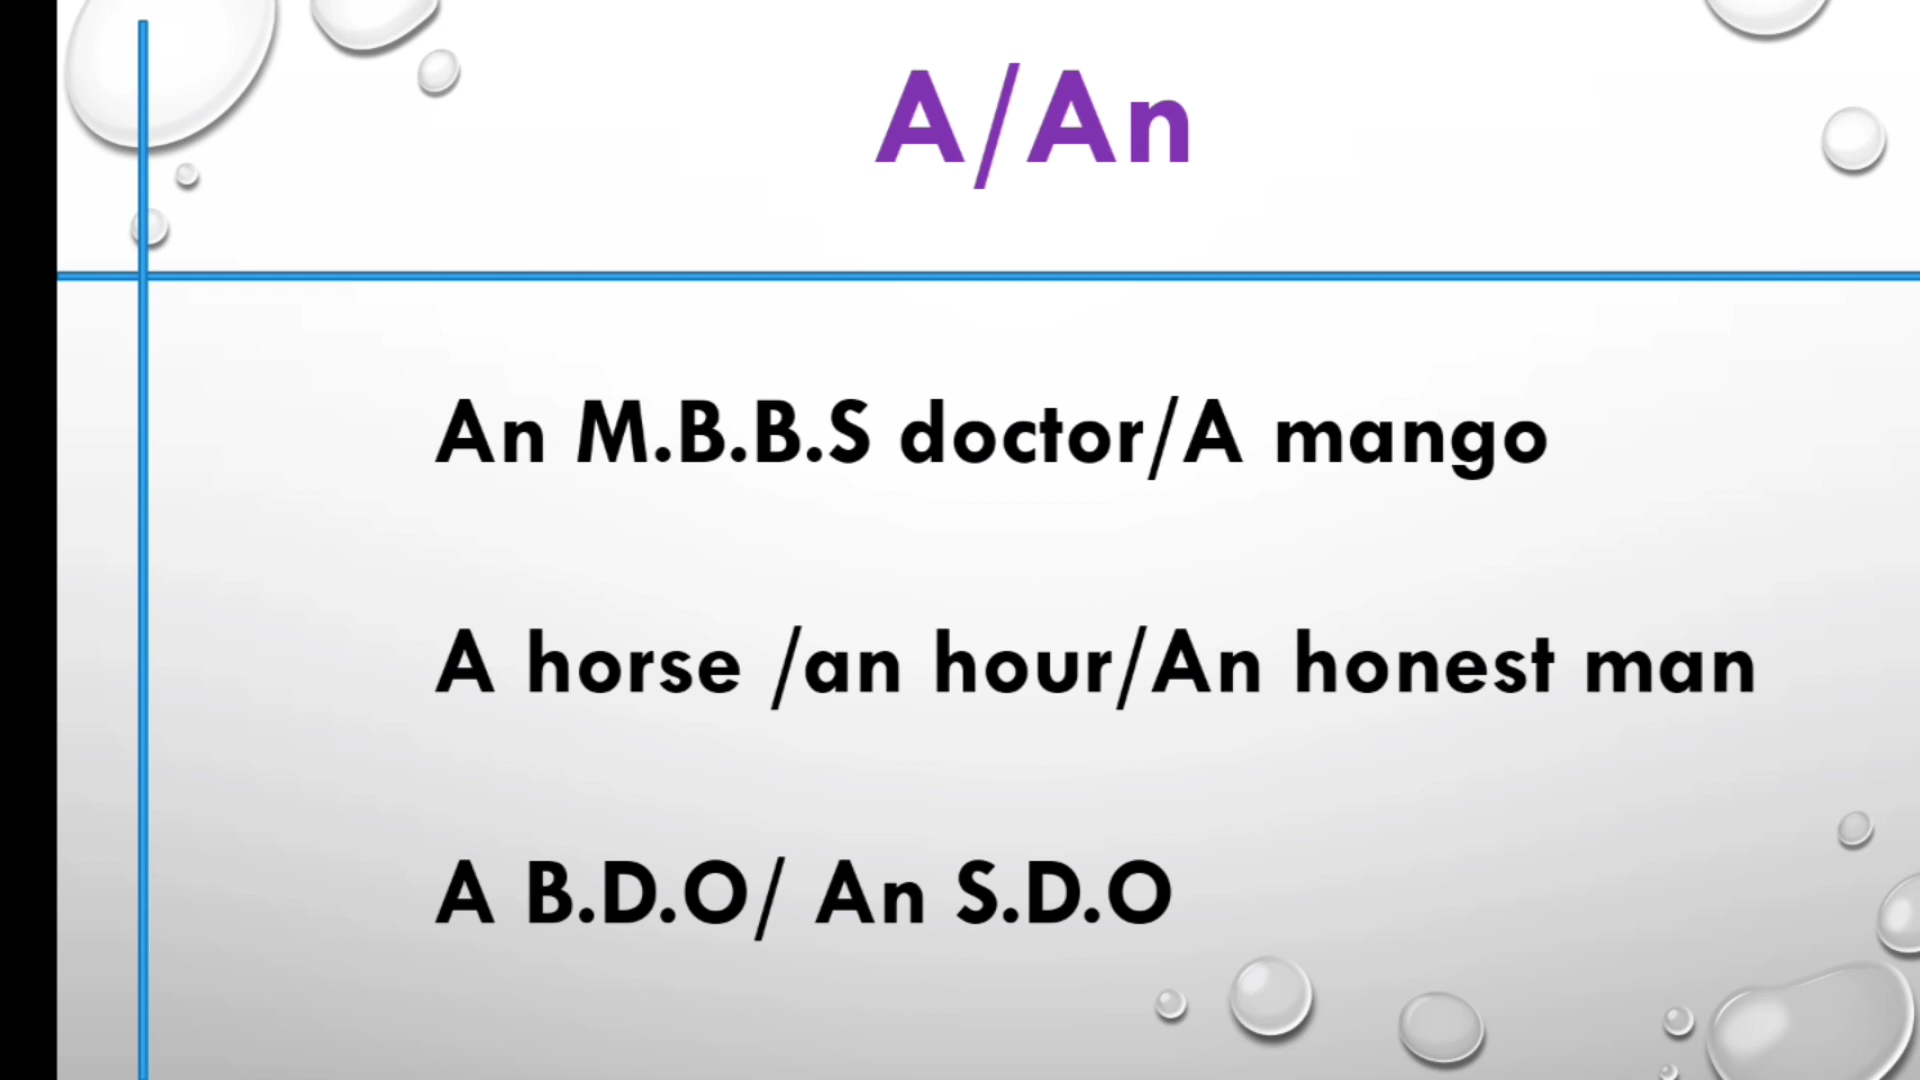 A/An
An M.B.B.S doctor/A mango
A horse /an hour/An honest man
A B.D.O/ An S.D.O